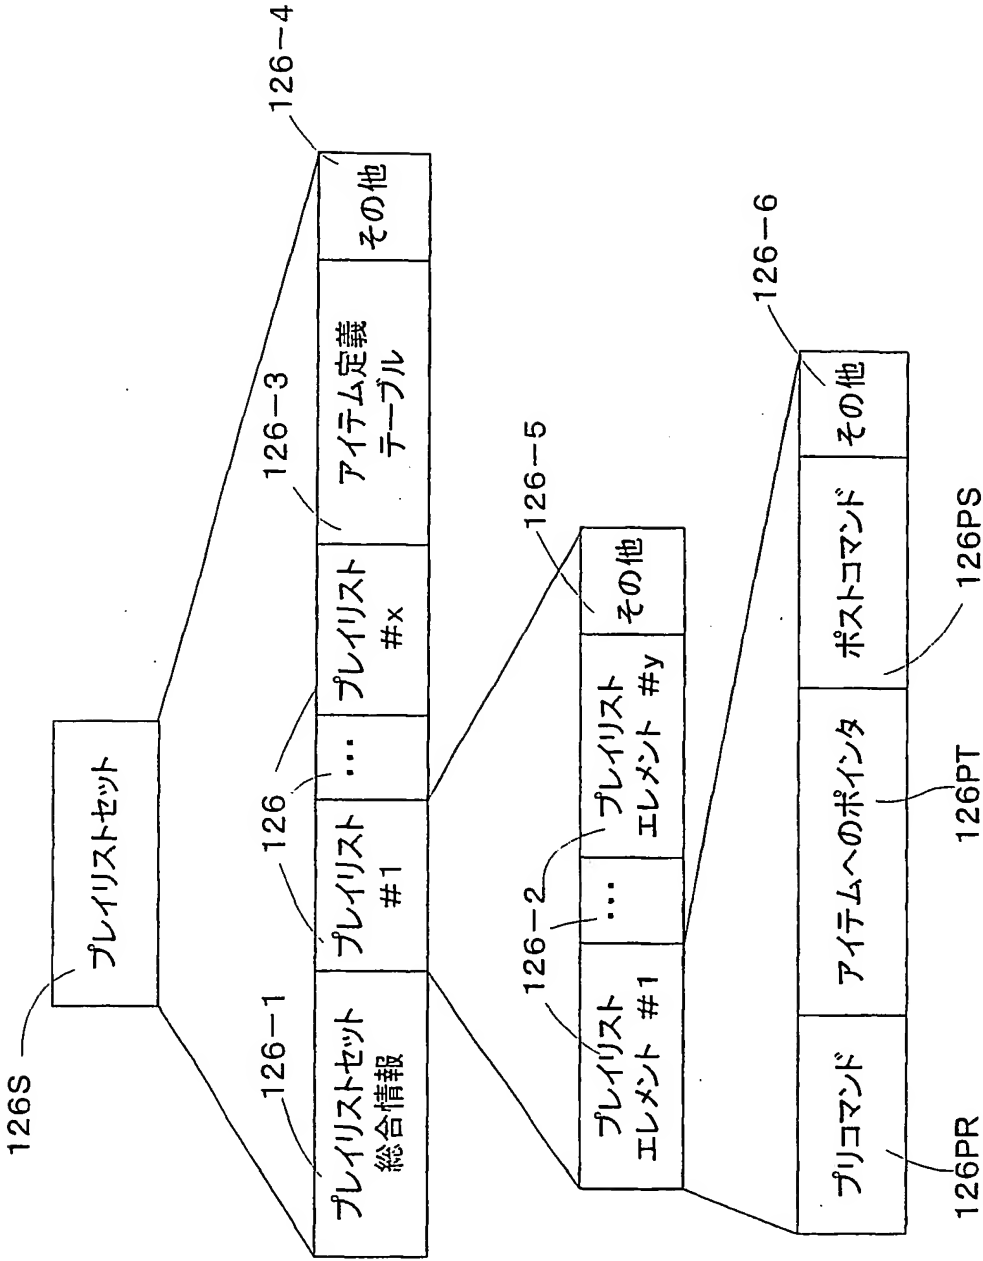 126S
プレイリストセット
126-1
126
126-3
126-4
プレイリストセット
総合情報
プレイリスト
#1
...
プレイリスト
#x
アイテム定義
テーブル
その他
126-2
126-5
プレイリスト
エレメント #1
...
プレイリスト
エレメント #y
その他
126-6
プリコマンド
アイテムへのポインタ
ポストコマンド
その他
126PR
126PT
126PS